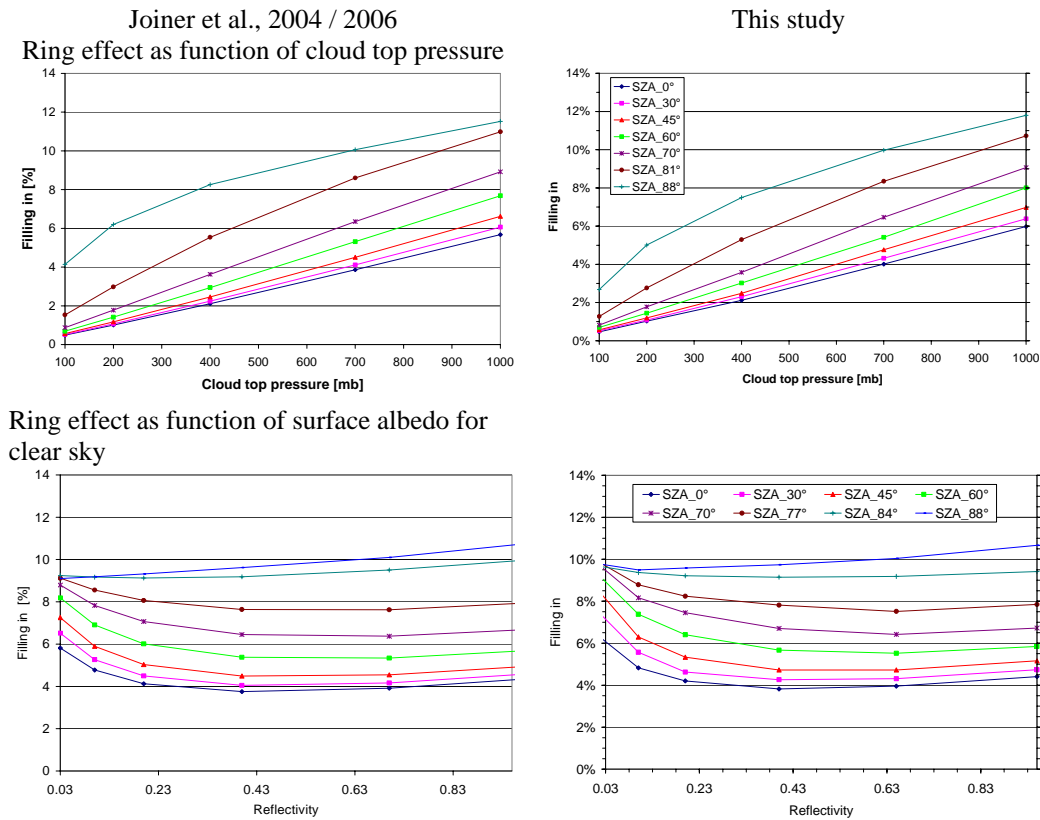 Joiner et al., 2004 / 2006
This study
Ring effect as function of cloud top pressure
14
12
10
8
6
4
2
0
Filling in [%]
100 200 300 400 500 600 700 800 900 1000
Cloud top pressure [mb]
14%
12%
10%
8%
6%
4%
2%
0%
Filling in
SZA_0°
SZA_30°
SZA_45°
SZA_60°
SZA_70°
SZA_81°
SZA_88°
100 200 300 400 500 600 700 800 900 1000
Cloud top pressure [mb]
Ring effect as function of surface albedo for
clear sky
14
12
10
8
6
4
2
0
Filling in [%]
0.03 0.23 0.43 0.63 0.83
Reflectivity
14%
12%
10%
8%
6%
4%
2%
0%
Filling in
SZA_0° SZA_30° SZA_45° SZA_60°
SZA_70° SZA_77° SZA_84° SZA_88°
0.03 0.23 0.43 0.63 0.83
Reflectivity